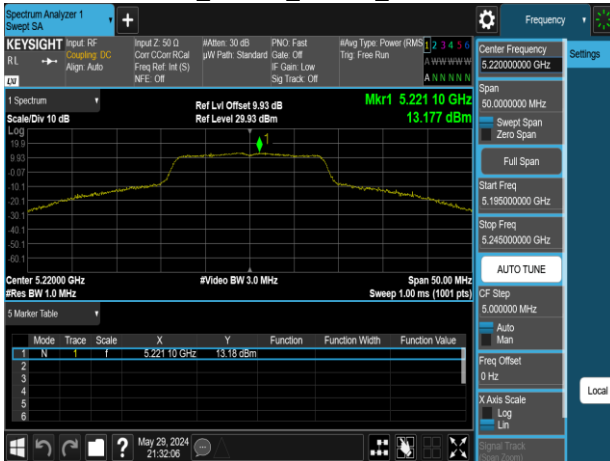 Spectrum Analyzer 1
Swept SA
+
Frequency
KEYSIGHT
RL
LXI
Input: RF
Coupling: DC
Align: Auto
Input Z: 50 Ω
Corr CCorr RCal
Freq Ref: Int (S)
NFE: Off
#Atten: 30 dB
µW Path: Standard
PNO: Fast
Gate: Off
IF Gain: Low
Sig Track: Off
#Avg Type: Power (RMS
Trig: Free Run
1 2 3 4 5 6
A W W W W W
A N N N N N
Center Frequency
5.220000000 GHz
Settings
1 Spectrum
Scale/Div 10 dB
Ref Lvl Offset 9.93 dB
Ref Level 29.93 dBm
Mkr1 5.221 10 GHz
13.177 dBm
Log
19.9
9.93
-0.07
-10.1
-20.1
-30.1
-40.1
-50.1
-60.1
1
Center 5.22000 GHz
#Res BW 1.0 MHz
#Video BW 3.0 MHz
Span 50.00 MHz
Sweep 1.00 ms (1001 pts)
Span
50.0000000 MHz
Swept Span
Zero Span
Full Span
Start Freq
5.195000000 GHz
Stop Freq
5.245000000 GHz
AUTO TUNE
CF Step
5.000000 MHz
Auto
Man
Freq Offset
0 Hz
X Axis Scale
Log
Lin
Signal Track
(Span Zoom)
Local
5 Marker Table
Mode Trace Scale X Y Function Function Width Function Value
1 N 1 f 5.221 10 GHz 13.18 dBm
2
3
4
5
6
?
May 29, 2024
21:32:06